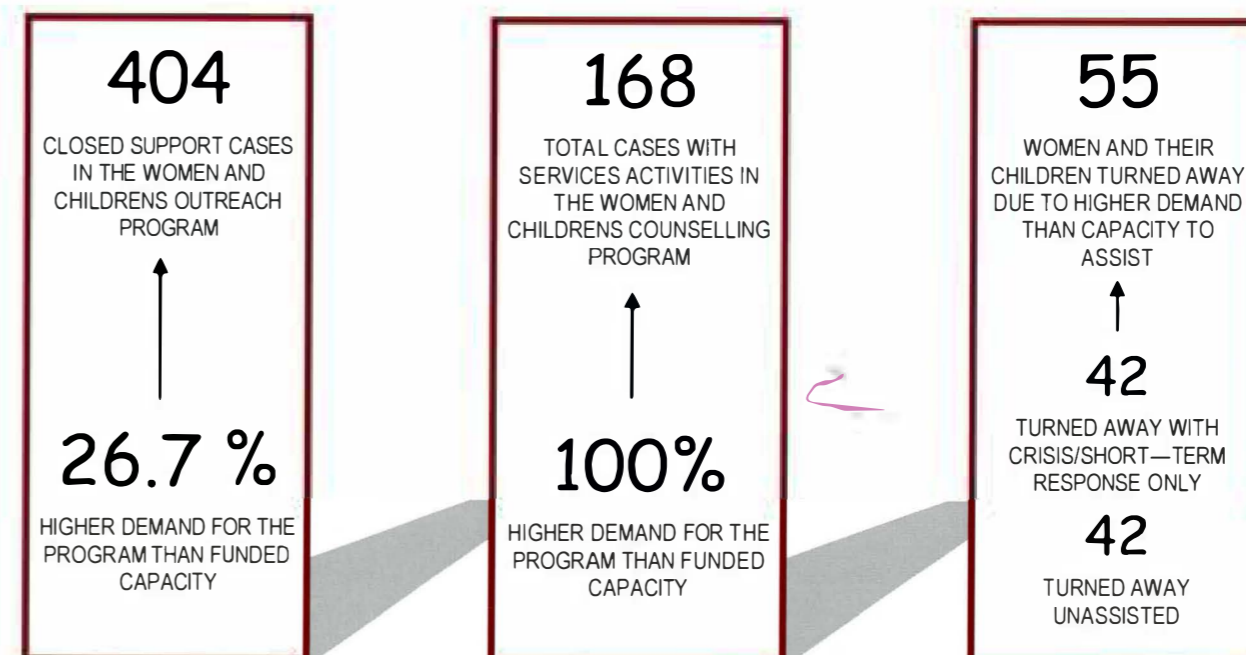 404
CLOSED SUPPORT CASES
IN THE WOMEN AND
CHILDRENS OUTREACH
PROGRAM
26.7 %
HIGHER DEMAND FOR THE
PROGRAM THAN FUNDED
CAPACITY
168
TOTAL CASES WITH
SERVICES ACTIVITIES IN
THE WOMEN AND
CHILDRENS COUNSELLING
PROGRAM
100%
HIGHER DEMAND FOR THE
PROGRAM THAN FUNDED
CAPACITY
55
WOMEN AND THEIR
CHILDREN TURNED AWAY
DUE TO HIGHER DEMAND
THAN CAPACITY TO
ASSIST
42
TURNED AWAY WITH
CRISIS/SHORT—TERM
RESPONSE ONLY
42
TURNED AWAY
UNASSISTED